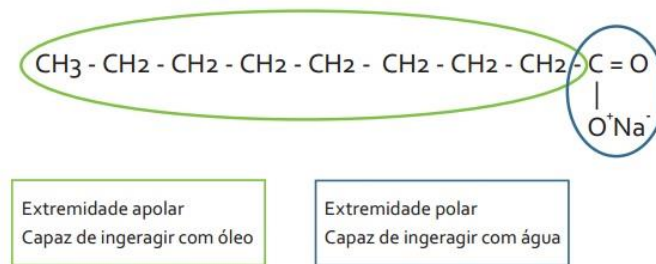 CH3 - CH2 - CH2 - CH2 - CH2 - CH2 - CH2 - CH2 - C = O
|
O⁺Na⁻
Extremidade apolar
Capaz de ingeragir com óleo
Extremidade polar
Capaz de ingeragir com água